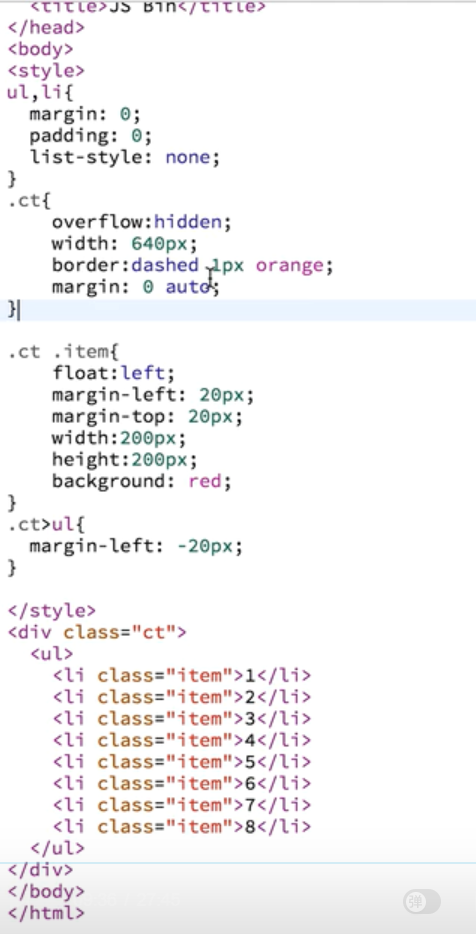 <title>JS Bin</title>
</head>
<body>
<style>
ul,li{
  margin: 0;
  padding: 0;
  list-style: none;
}
.ct{
    overflow:hidden;
    width: 640px;
    border:dashed 1px orange;
    margin: 0 auto;
}
.ct .item{
    float:left;
    margin-left: 20px;
    margin-top: 20px;
    width:200px;
    height:200px;
    background: red;
}
.ct>ul{
  margin-left: -20px;
}
</style>
<div class="ct">
  <ul>
    <li class="item">1</li>
    <li class="item">2</li>
    <li class="item">3</li>
    <li class="item">4</li>
    <li class="item">5</li>
    <li class="item">6</li>
    <li class="item">7</li>
    <li class="item">8</li>
  </ul>
</div>
</body>
弹
</html>